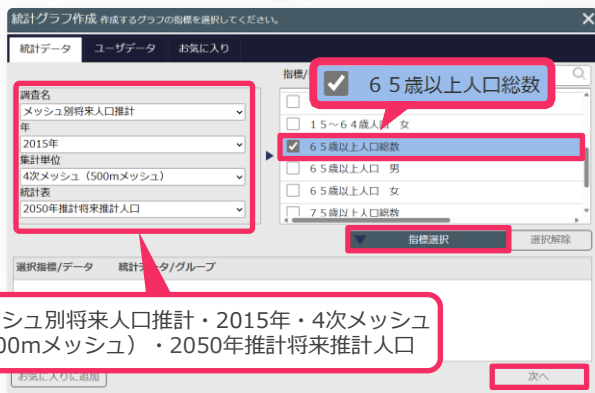 統計グラフ作成 作成するグラフの指標を選択してください。
統計データ ユーザデータ お気に入り
指標/
６５歳以上人口総数
調査名
メッシュ別将来人口推計
年
2015年
集計単位
4次メッシュ（500mメッシュ）
統計表
2050年推計将来推計人口
１５～６４歳人口 女
６５歳以上人口総数
６５歳以上人口 男
６５歳以上人口 女
７５歳以上人口総数
指標選択 選択解除
選択指標/データ 統計データ/グループ
シュ別将来人口推計・2015年・4次メッシュ
00mメッシュ）・2050年推計将来推計人口
お気に入りに追加 次へ